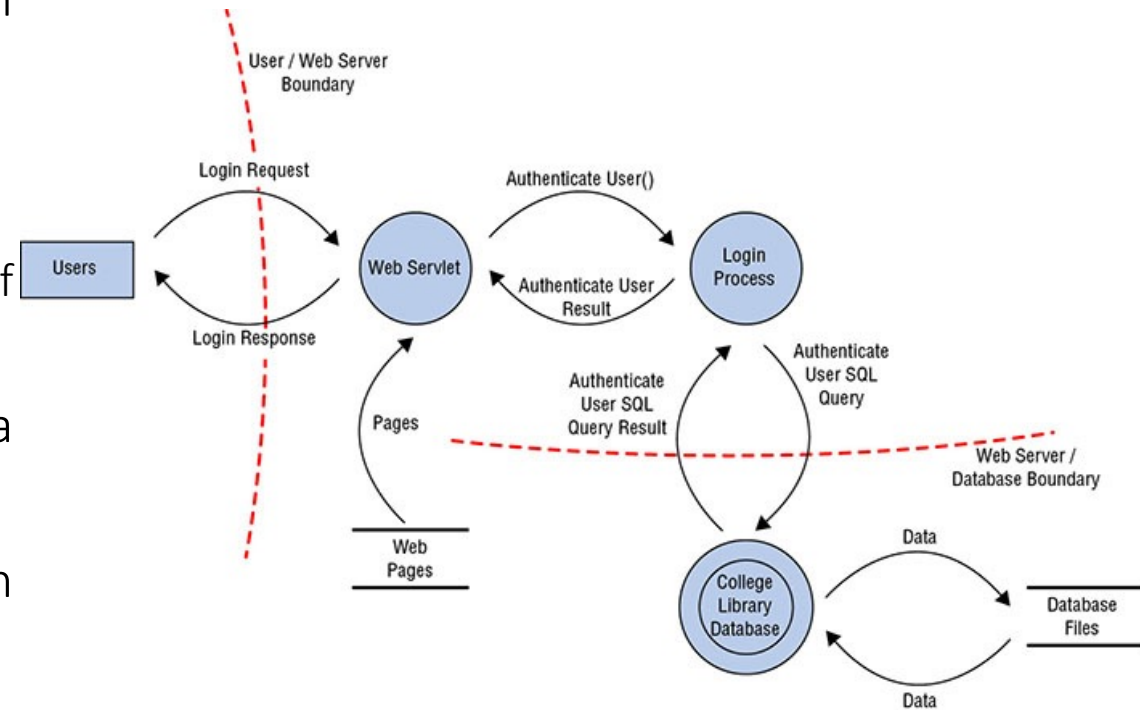 User / Web Server
Boundary
Login Request
Authenticate User()
Users
Web Servlet
Login
Process
f
Authenticate User
Result
Login Response
Authenticate
User SQL
Query
Authenticate
User SQL
Query Result
Pages
a
Web Server /
Database Boundary
Web
Pages
Data
College
Library
Database
Database
Files
Data